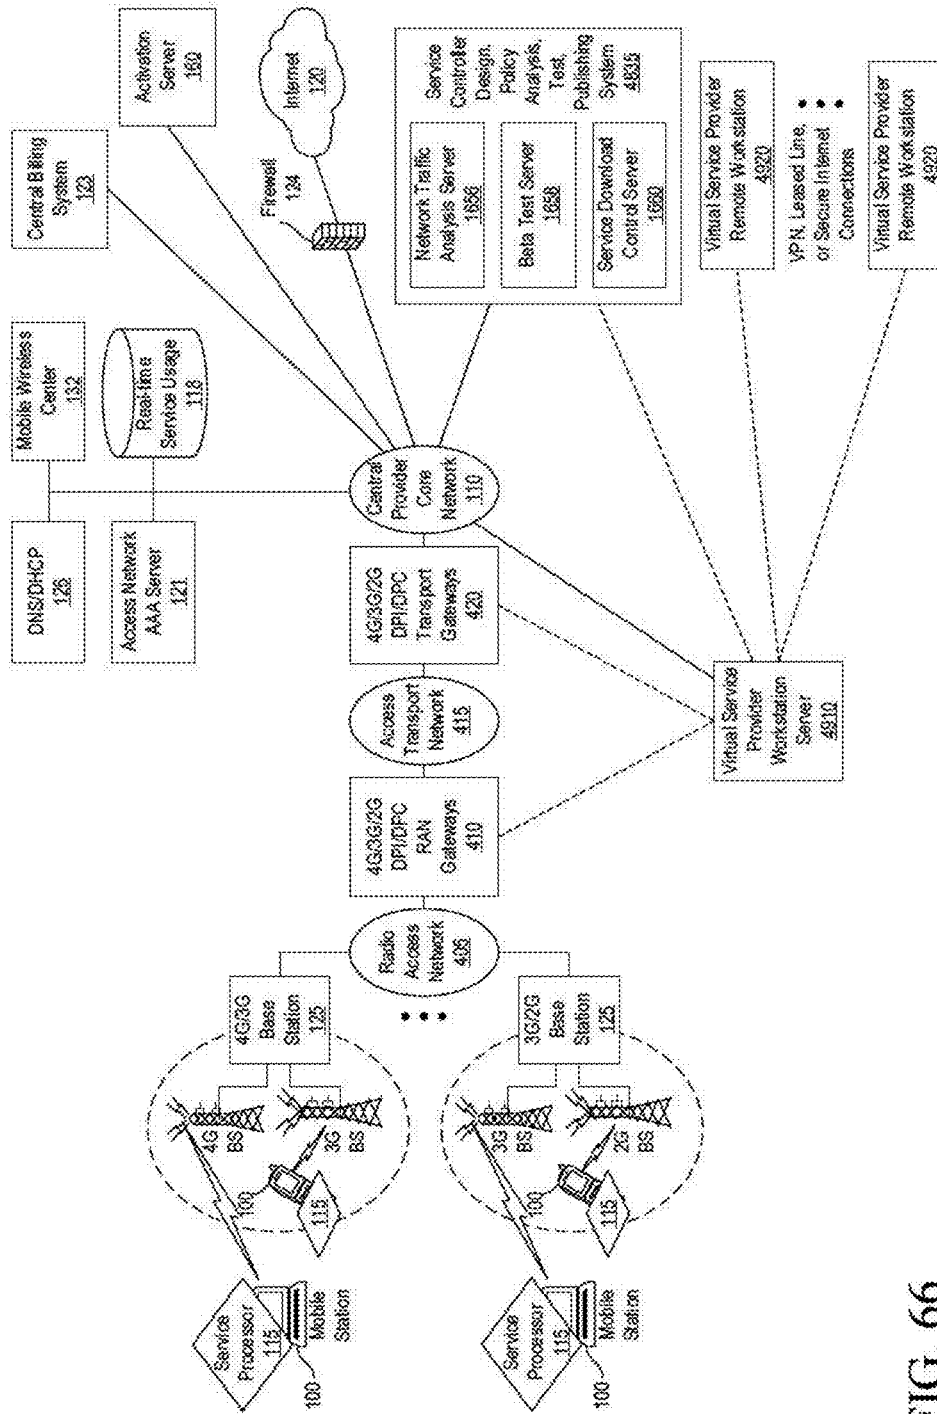 Service
Processor
115
100
Mobile
Station
100
115
4G
BS
3G
BS
4G/3G
Base
Station
125
Service
Processor
115
100
Mobile
Station
100
115
3G
BS
2G
BS
3G/2G
Base
Station
125
Radio
Access
Network
405
4G/3G/2G
DPI/DPC
RAN
Gateways
410
Access
Transport
Network
415
4G/3G/2G
DPI/DPC
Transport
Gateways
420
Central
Provider
Core
Network
110
DNS/DHCP
126
Access Network
AAA Server
121
Mobile Wireless
Center
132
Real-time
Service Usage
118
Central Billing
System
123
Activation
Server
160
Firewall
124
Internet
120
Network Traffic
Analysis Server
1656
Beta Test Server
1658
Service Download
Control Server
1660
Service
Controller
Design,
Policy
Analysis,
Test,
Publishing
System
4835
Virtual Service
Provider
Workstation
Server
4910
Virtual Service Provider
Remote Workstation
4920
VPN, Leased Line,
or Secure Internet
Connections
Virtual Service Provider
Remote Workstation
4920
FIG. 66